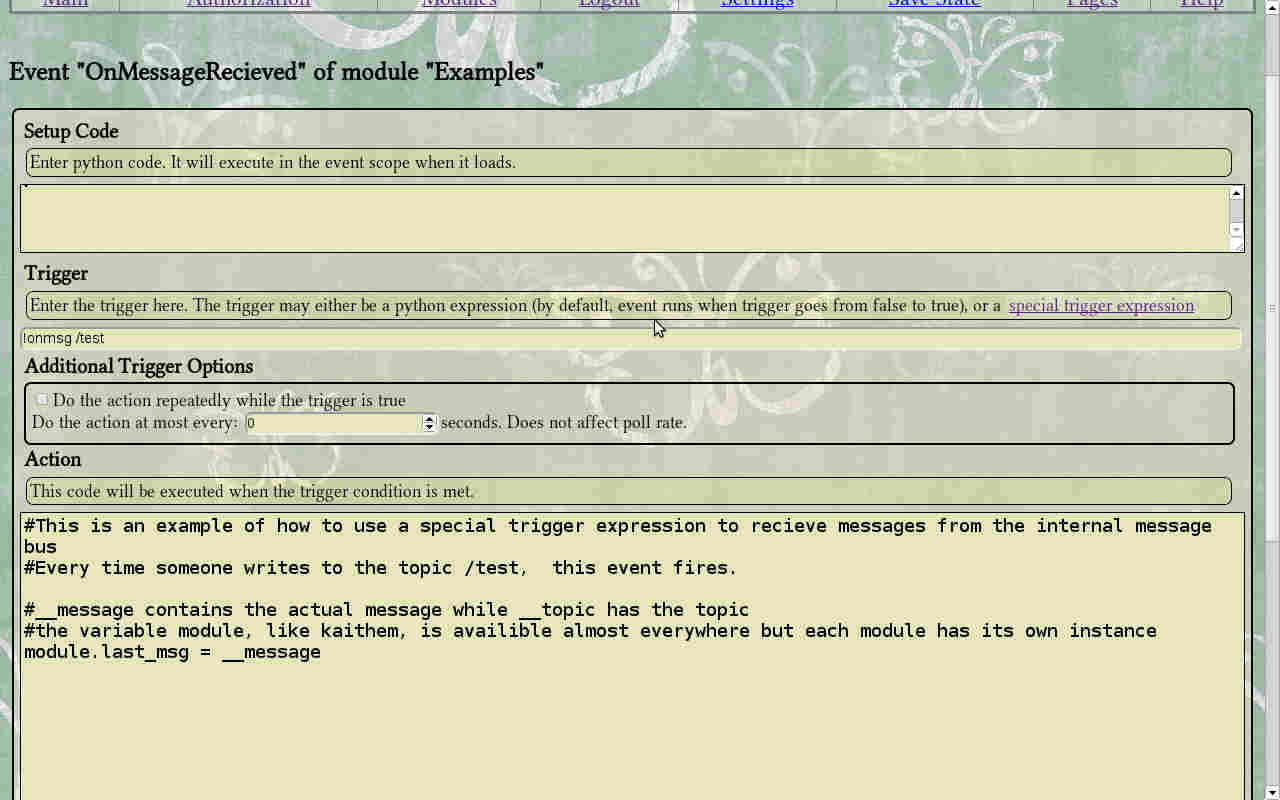 Main Authorization Modules Logout Settings Save State Pages Help
Event "OnMessageRecieved" of module "Examples"
Setup Code
Enter python code. It will execute in the event scope when it loads.
Trigger
Enter the trigger here. The trigger may either be a python expression (by default, event runs when trigger goes from false to true), or a special trigger expression
!onmsg /test
Additional Trigger Options
Do the action repeatedly while the trigger is true
Do the action at most every: 0 seconds. Does not affect poll rate.
Action
This code will be executed when the trigger condition is met.
#This is an example of how to use a special trigger expression to recieve messages from the internal message
bus
#Every time someone writes to the topic /test,  this event fires.
#__message contains the actual message while __topic has the topic
#the variable module, like kaithem, is availible almost everywhere but each module has its own instance
module.last_msg = __message